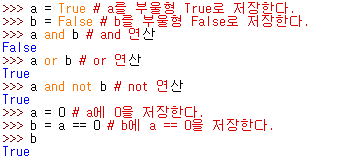 >>> a = True # a를 부울형 True로 저장한다.
>>> b = False # b를 부울형 False로 저장한다.
>>> a and b # and 연산
False
>>> a or b # or 연산
True
>>> a and not b # not 연산
True
>>> a = 0 # a에 0을 저장한다.
>>> b = a == 0 # b에 a == 0을 저장한다.
>>> b
True